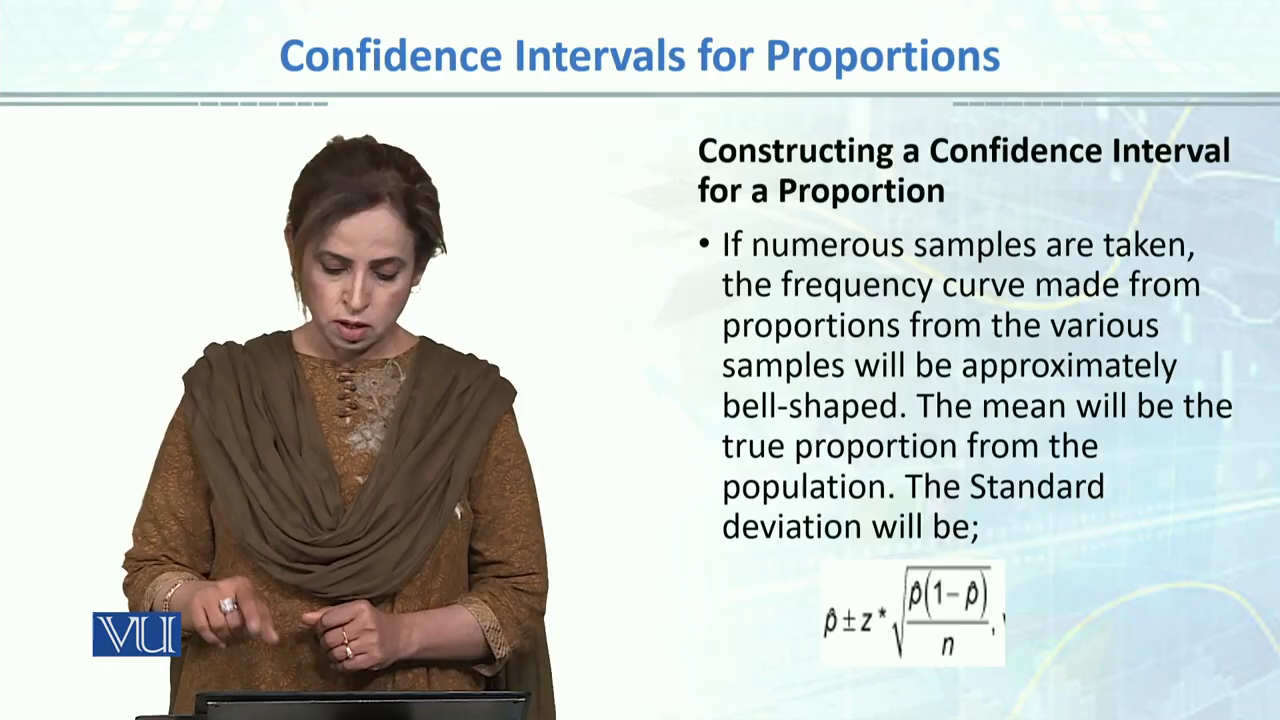 Confidence Intervals for Proportions
Constructing a Confidence Interval
for a Proportion
• If numerous samples are taken,
the frequency curve made from
proportions from the various
samples will be approximately
bell-shaped. The mean will be the
true proportion from the
population. The Standard
deviation will be;
p̂ ± z* √(p̂(1−p̂)/n) .
VU